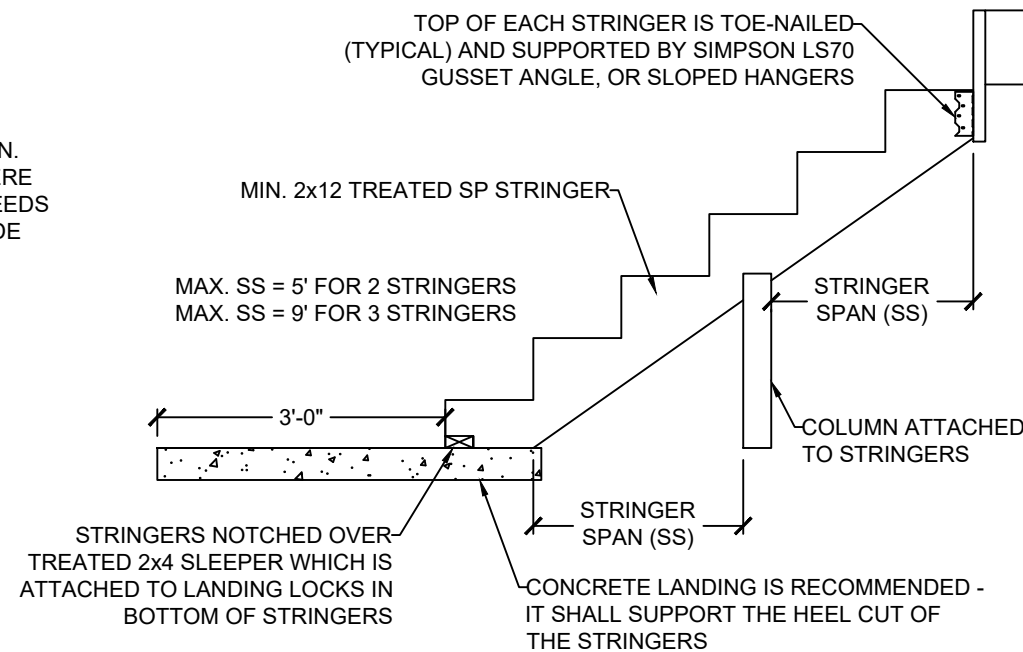 TOP OF EACH STRINGER IS TOE-NAILED
(TYPICAL) AND SUPPORTED BY SIMPSON LS70
GUSSET ANGLE, OR SLOPED HANGERS
N.
ERE
EEDS
DE
MIN. 2x12 TREATED SP STRINGER
MAX. SS = 5' FOR 2 STRINGERS
MAX. SS = 9' FOR 3 STRINGERS
STRINGER
SPAN (SS)
3'-0"
COLUMN ATTACHED
TO STRINGERS
STRINGER
SPAN (SS)
STRINGERS NOTCHED OVER
TREATED 2x4 SLEEPER WHICH IS
ATTACHED TO LANDING LOCKS IN
BOTTOM OF STRINGERS
CONCRETE LANDING IS RECOMMENDED -
IT SHALL SUPPORT THE HEEL CUT OF
THE STRINGERS